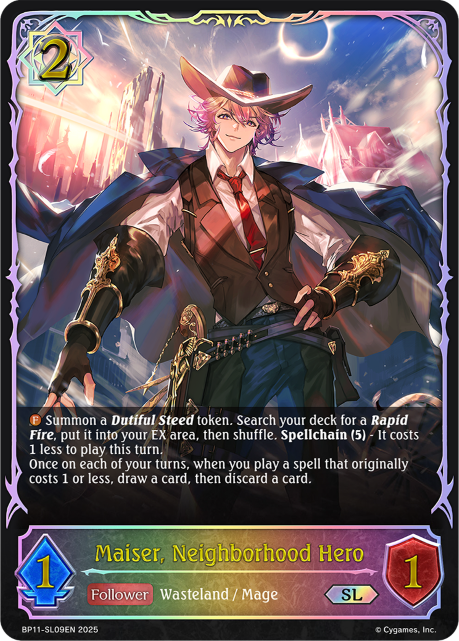 2
F Summon a Dutiful Steed token. Search your deck for a Rapid
Fire, put it into your EX area, then shuffle. Spellchain (5) - It costs
1 less to play this turn.
Once on each of your turns, when you play a spell that originally
costs 1 or less, draw a card, then discard a card.
Maiser, Neighborhood Hero
1
Follower Wasteland / Mage SL
1
BP11-SL09EN 2025 © Cygames, Inc.